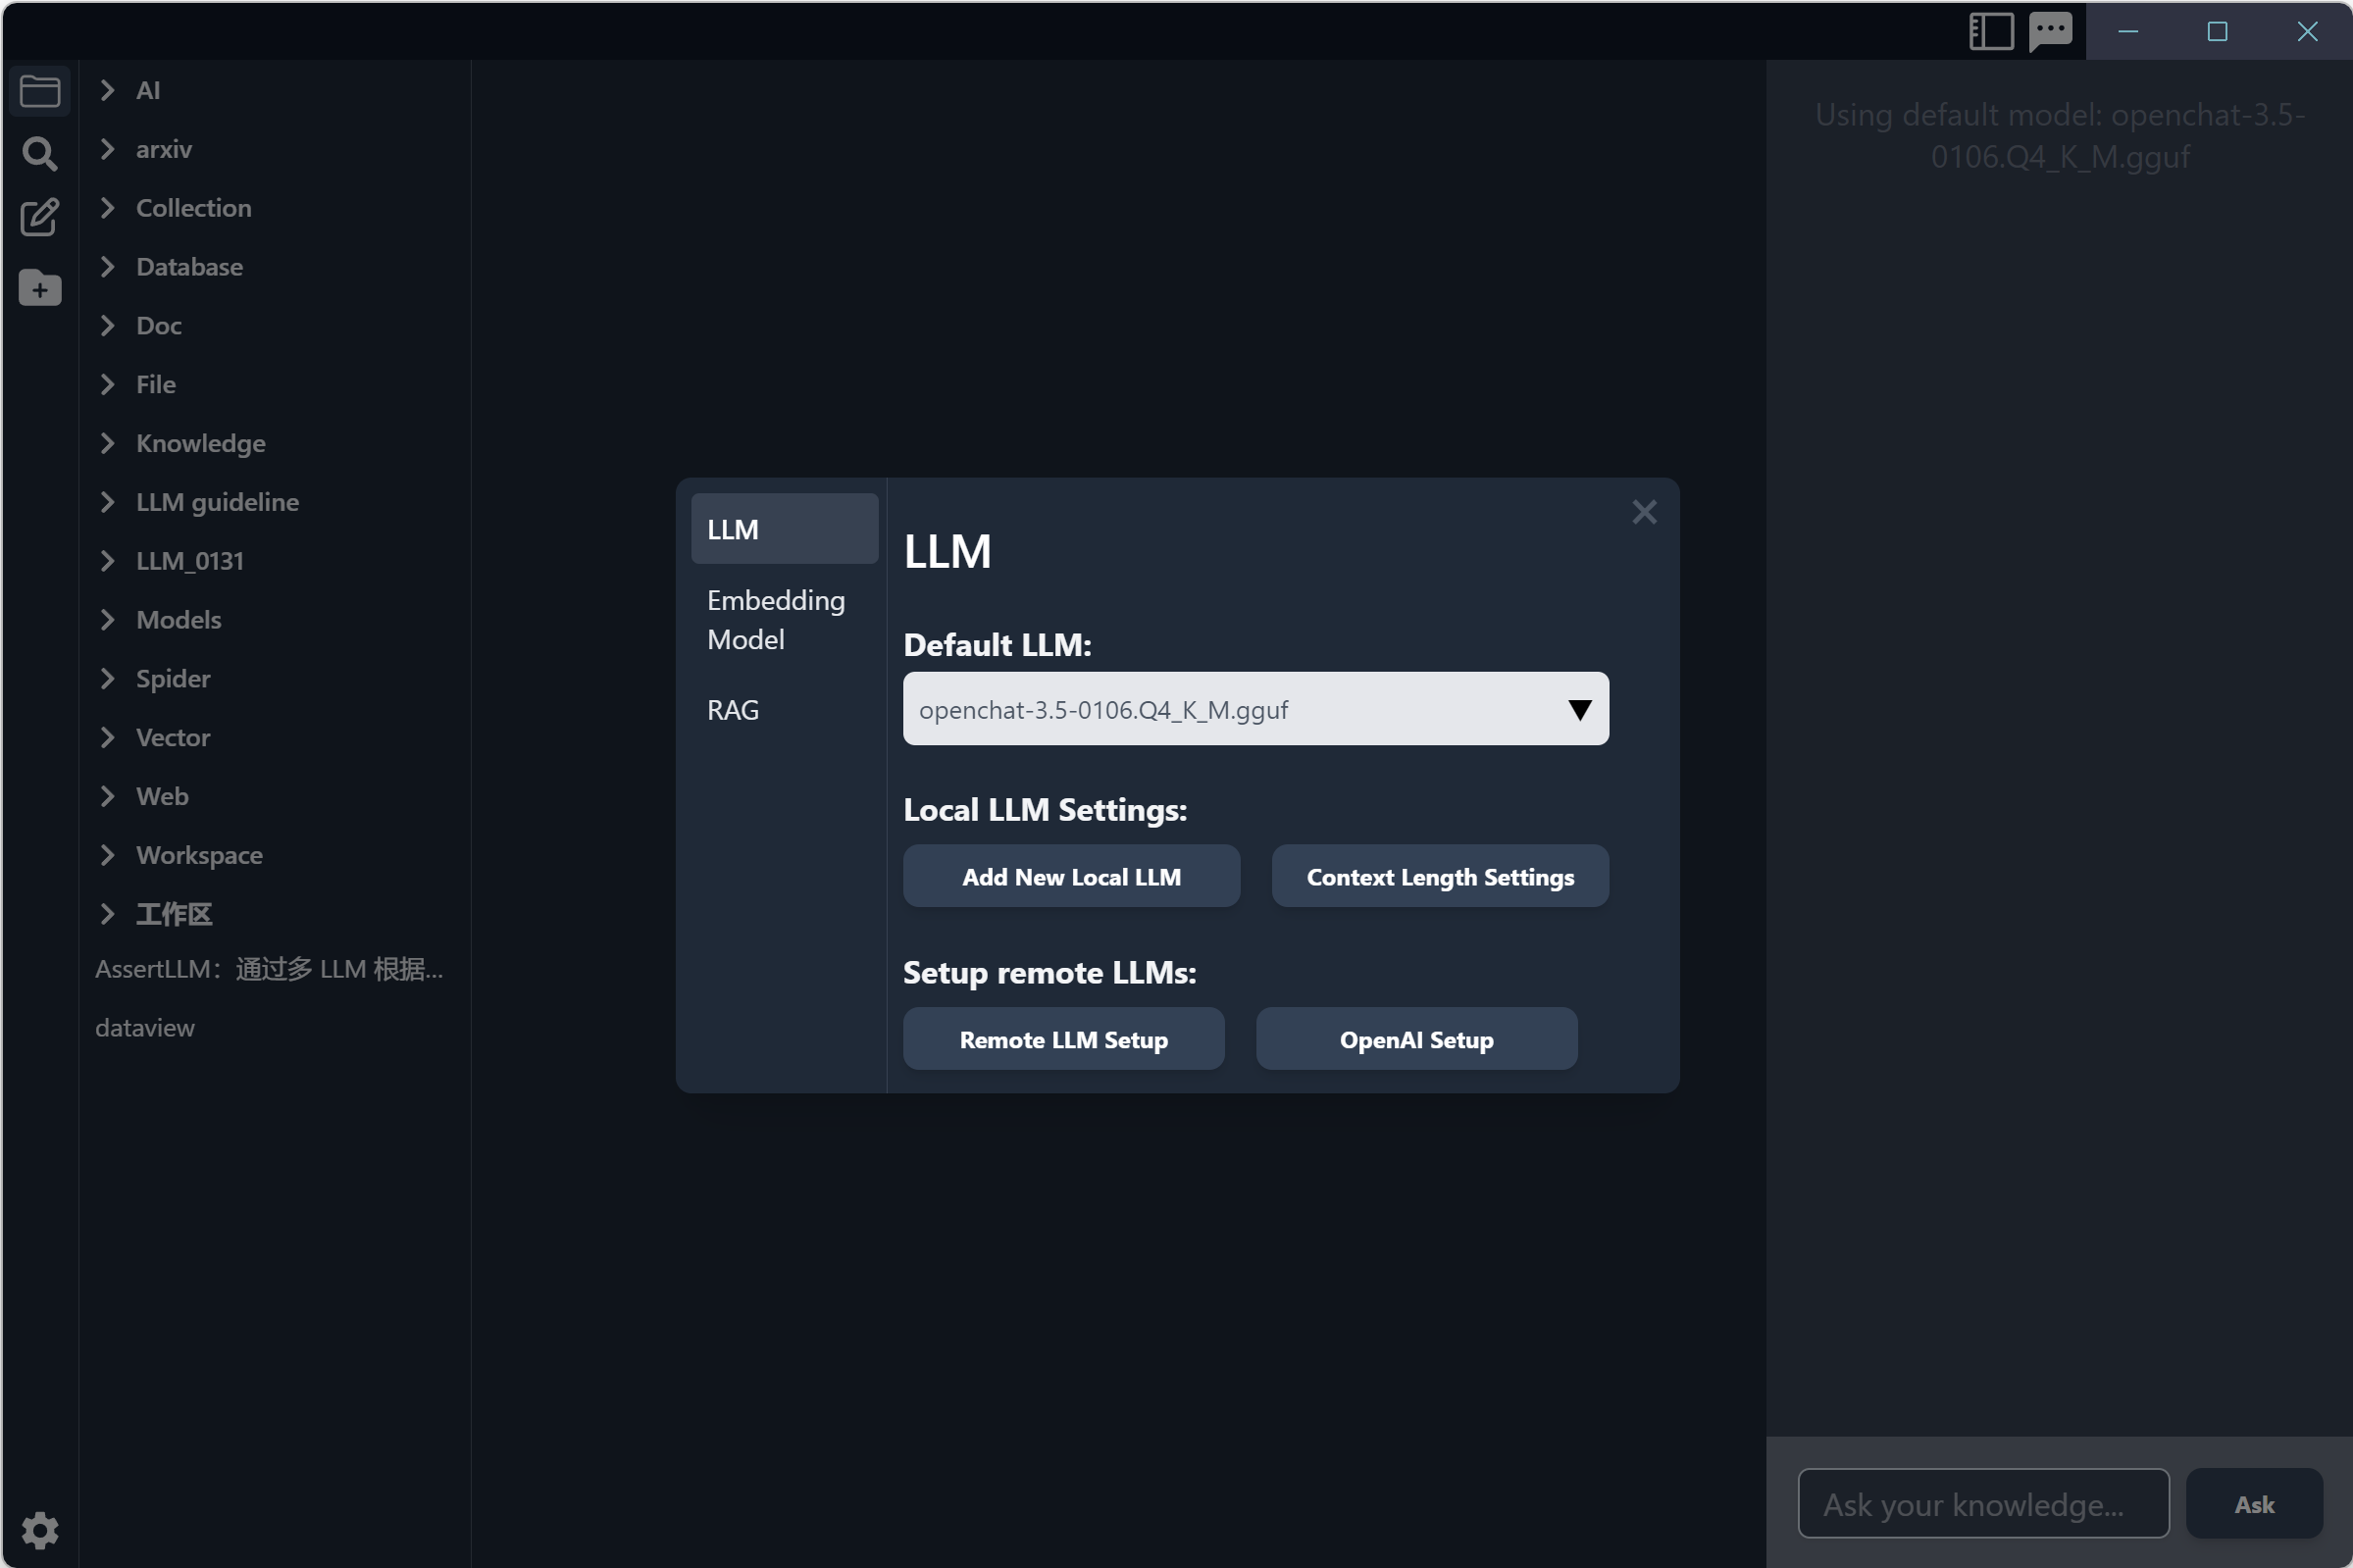 AI
arxiv
Collection
Database
Doc
File
Knowledge
LLM guideline
LLM_0131
Models
Spider
Vector
Web
Workspace
工作区
AssertLLM：通过多 LLM 根据...
dataview
LLM
Embedding
Model
RAG
LLM
Default LLM:
openchat-3.5-0106.Q4_K_M.gguf
Local LLM Settings:
Add New Local LLM
Context Length Settings
Setup remote LLMs:
Remote LLM Setup
OpenAI Setup
Using default model: openchat-3.5-
0106.Q4_K_M.gguf
Ask your knowledge...
Ask